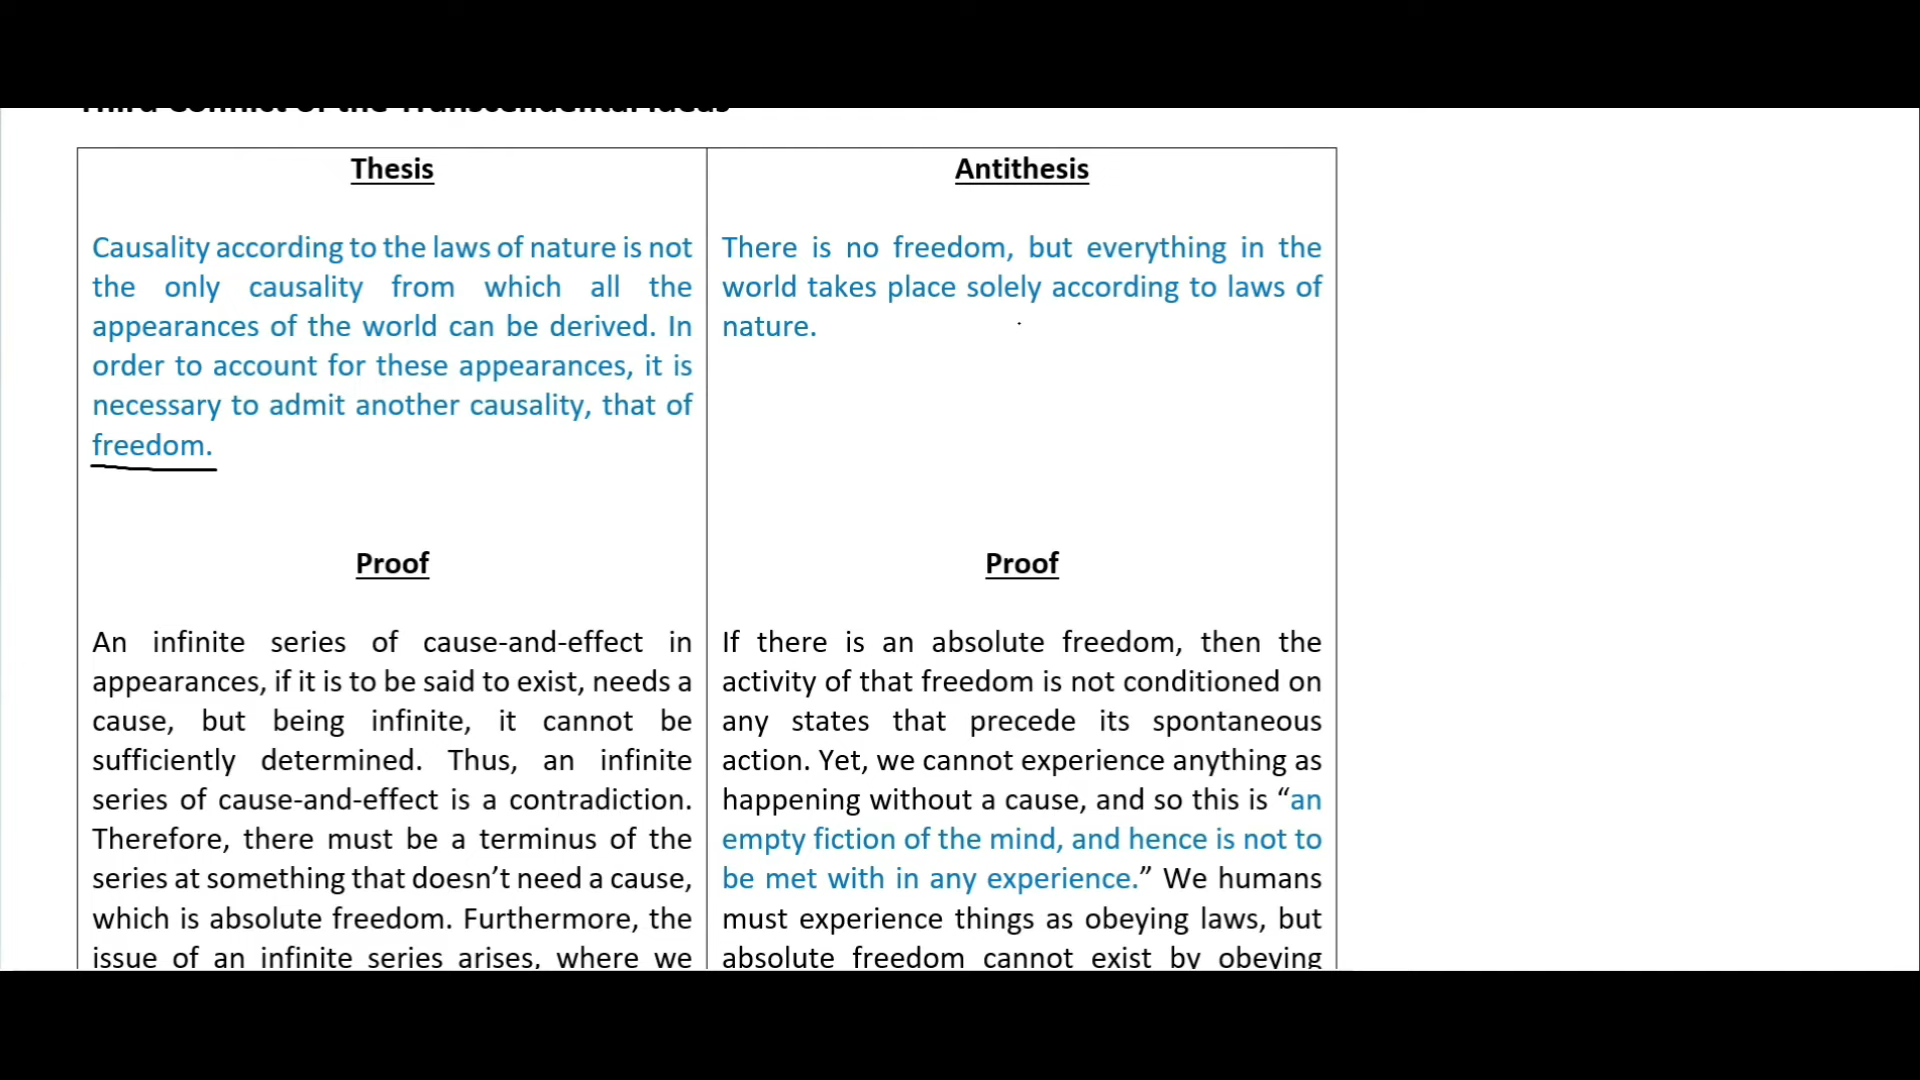 Third Conflict of the Transcendental Ideas
Thesis
Causality according to the laws of nature is not
the only causality from which all the
appearances of the world can be derived. In
order to account for these appearances, it is
necessary to admit another causality, that of
freedom.
Proof
An infinite series of cause-and-effect in
appearances, if it is to be said to exist, needs a
cause, but being infinite, it cannot be
sufficiently determined. Thus, an infinite
series of cause-and-effect is a contradiction.
Therefore, there must be a terminus of the
series at something that doesn’t need a cause,
which is absolute freedom. Furthermore, the
issue of an infinite series arises, where we
Antithesis
There is no freedom, but everything in the
world takes place solely according to laws of
nature.
Proof
If there is an absolute freedom, then the
activity of that freedom is not conditioned on
any states that precede its spontaneous
action. Yet, we cannot experience anything as
happening without a cause, and so this is “an
empty fiction of the mind, and hence is not to
be met with in any experience.” We humans
must experience things as obeying laws, but
absolute freedom cannot exist by obeying